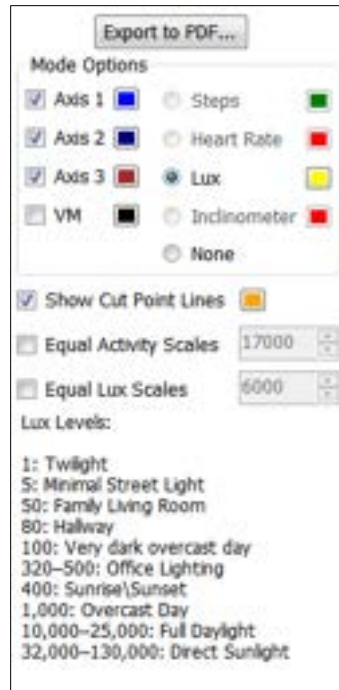 Export to PDF...
Mode Options
Axis 1 Steps
Axis 2 Heart Rate
Axis 3 Lux
VM Inclinometer
None
Show Cut Point Lines
Equal Activity Scales 17000
Equal Lux Scales 6000
Lux Levels:
1: Twilight
5: Minimal Street Light
50: Family Living Room
80: Hallway
100: Very dark overcast day
320–500: Office Lighting
400: Sunrise\Sunset
1,000: Overcast Day
10,000–25,000: Full Daylight
32,000–130,000: Direct Sunlight